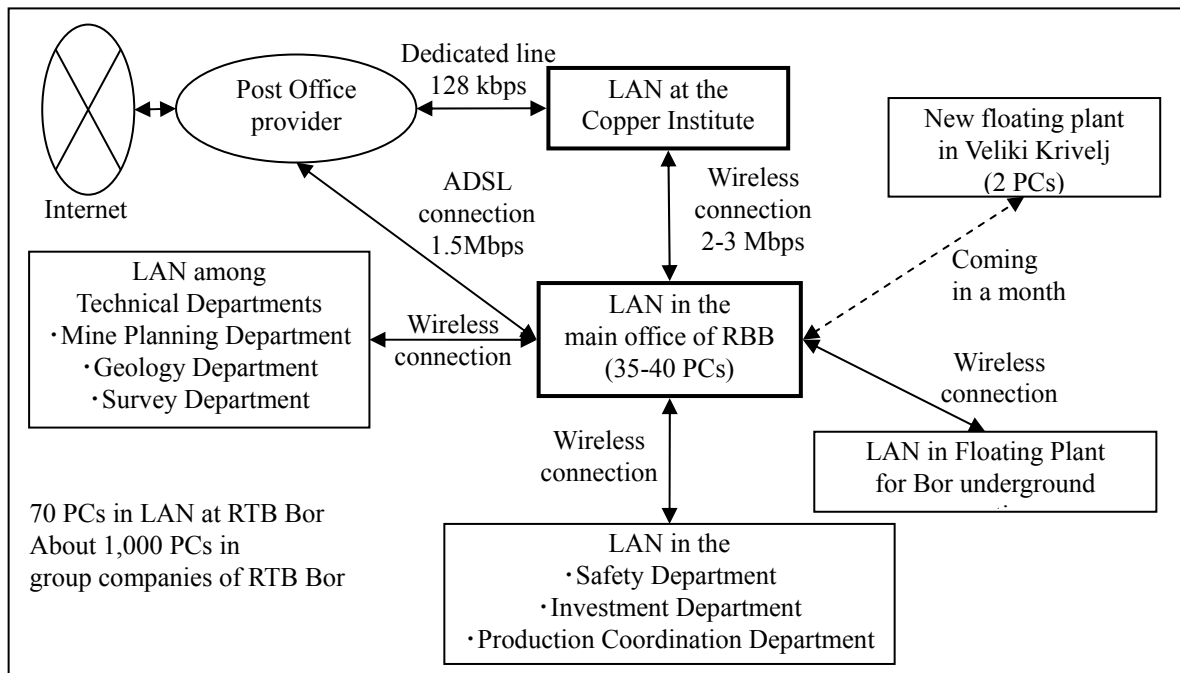 Dedicated line
128 kbps
Post Office
provider
LAN at the
Copper Institute
Internet
New floating plant
in Veliki Krivelj
(2 PCs)
ADSL
connection
1.5Mbps
Wireless
connection
2-3 Mbps
Coming
in a month
LAN among
Technical Departments
・Mine Planning Department
・Geology Department
・Survey Department
Wireless
connection
LAN in the
main office of RBB
(35-40 PCs)
Wireless
connection
LAN in Floating Plant
for Bor underground
Wireless
connection
70 PCs in LAN at RTB Bor
About 1,000 PCs in
group companies of RTB Bor
LAN in the
・Safety Department
・Investment Department
・Production Coordination Department